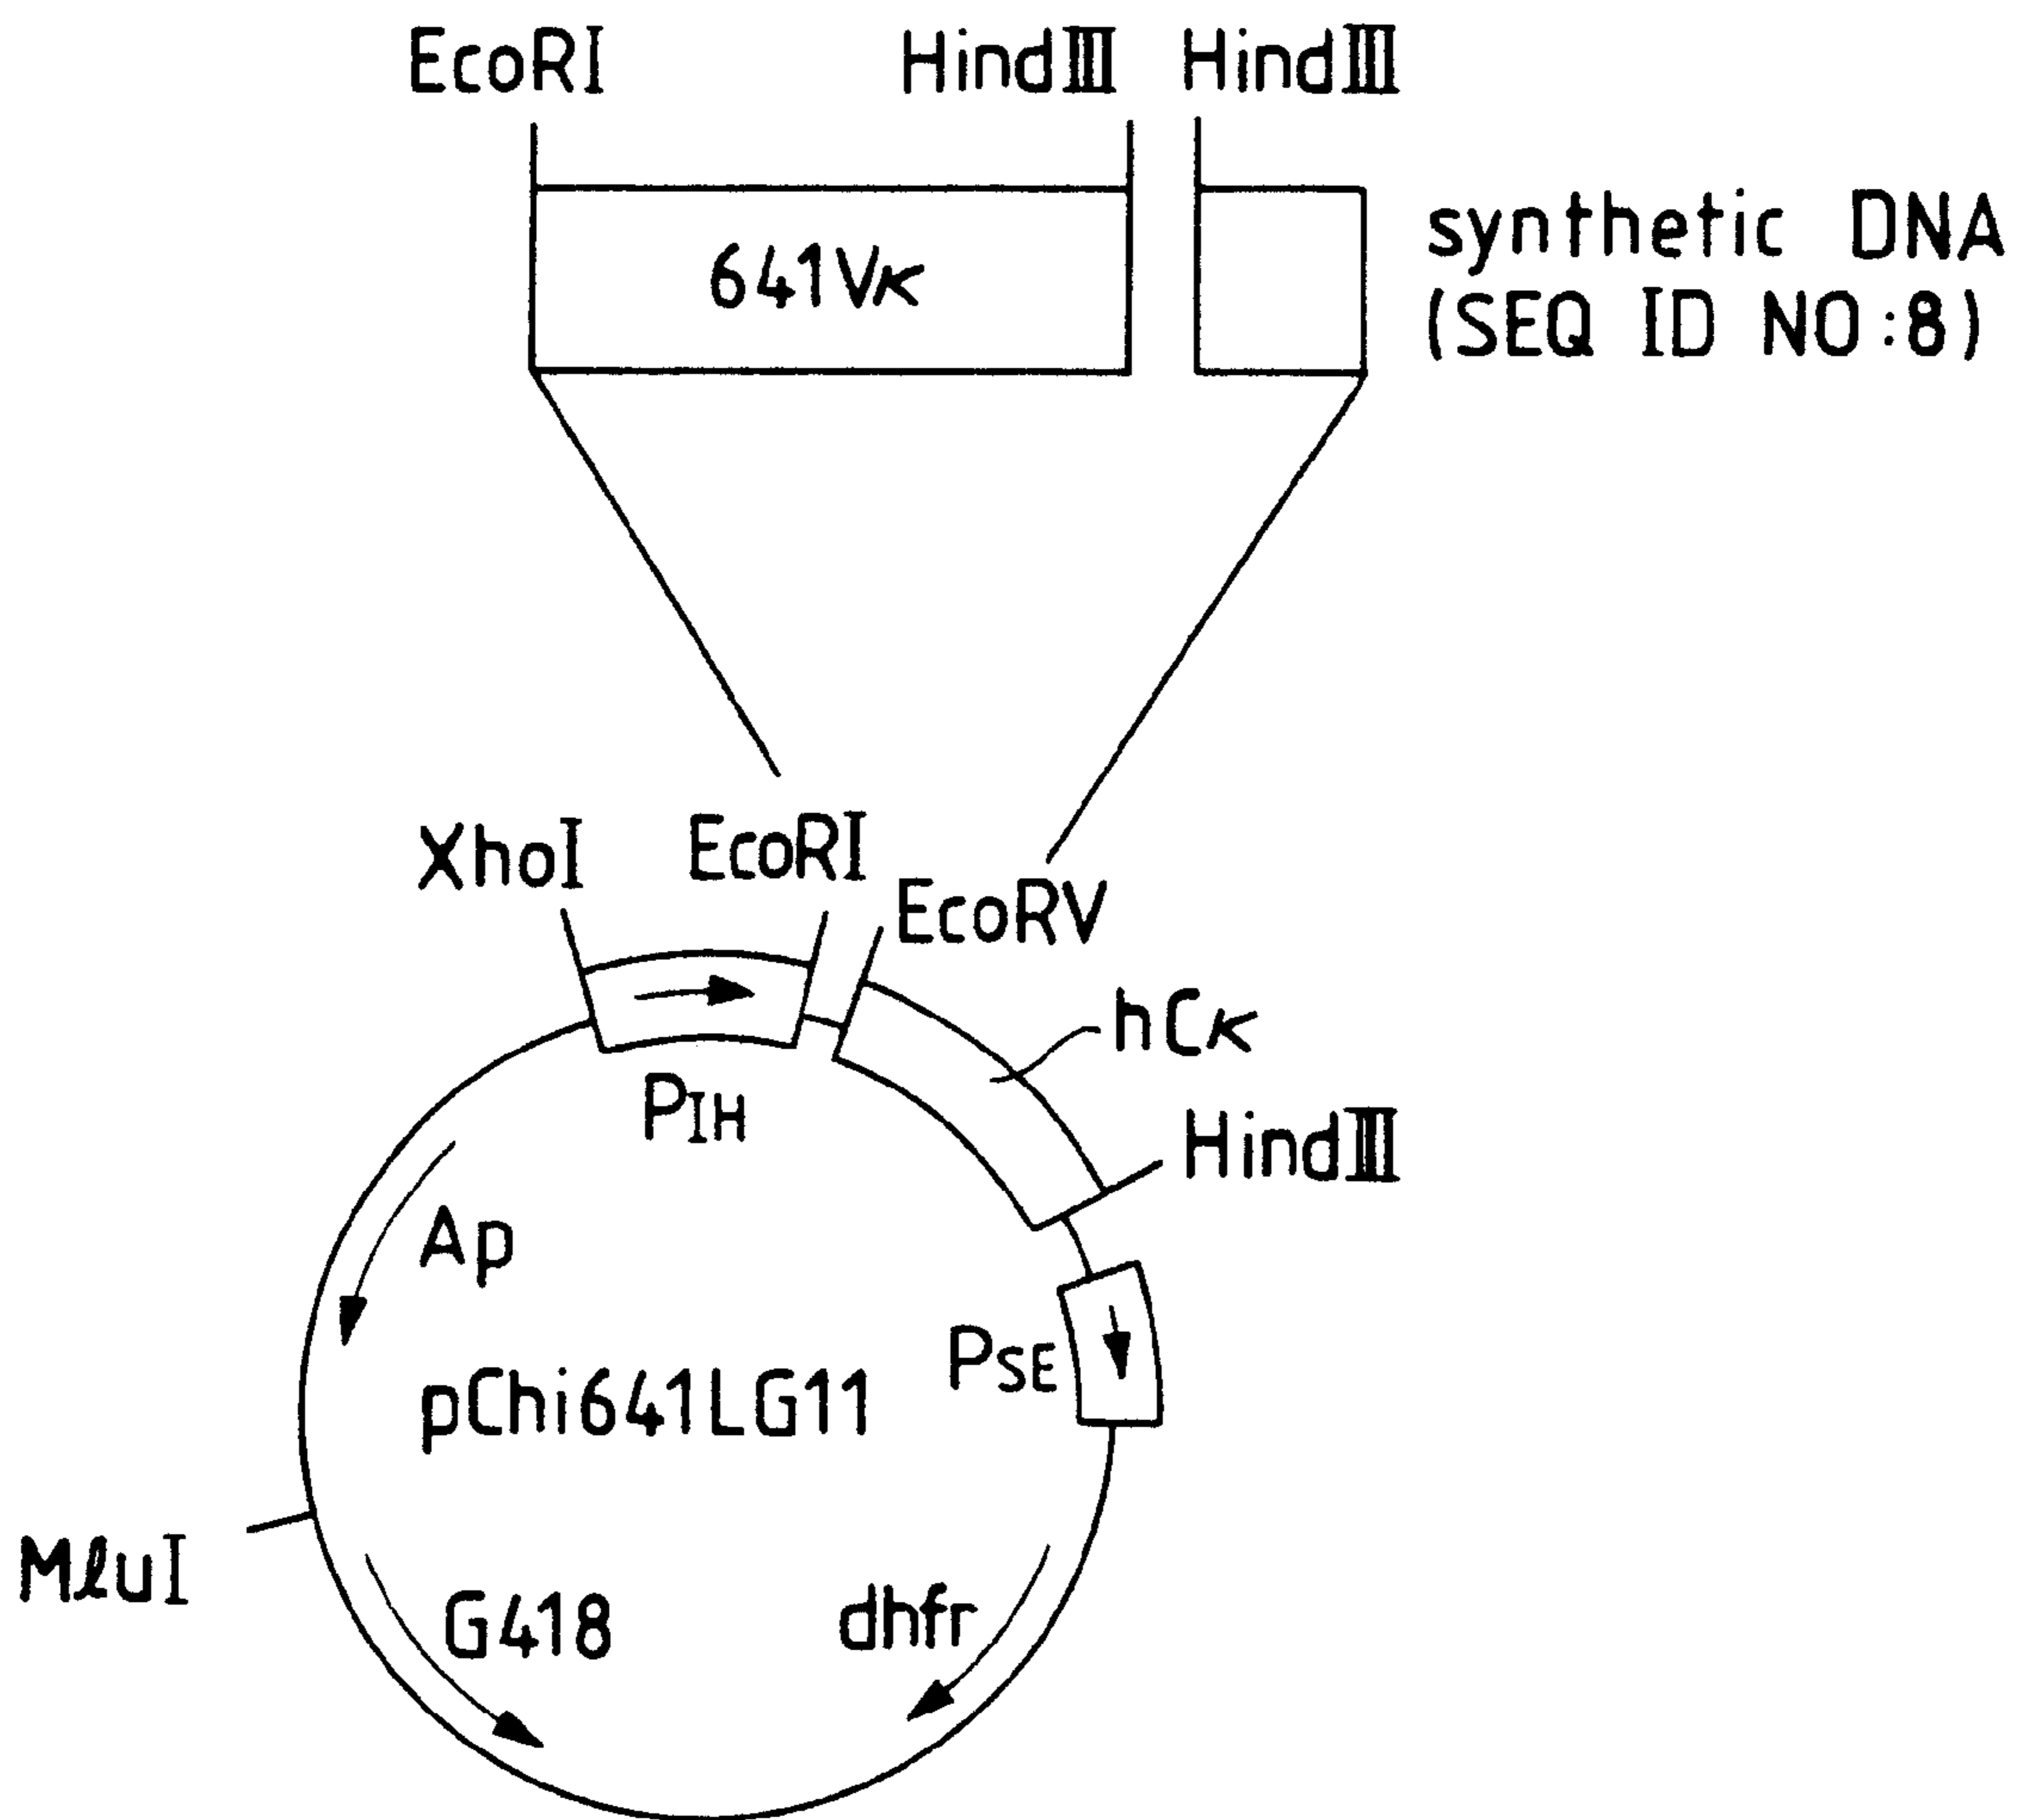 EcoRI
HindⅢ
HindⅢ
641Vκ
synthetic DNA
(SEQ ID NO:8)
XhoI
EcoRI
EcoRV
hCκ
PIH
HindⅢ
Ap
PSE
pChi641LG11
MluI
G418
dhfr